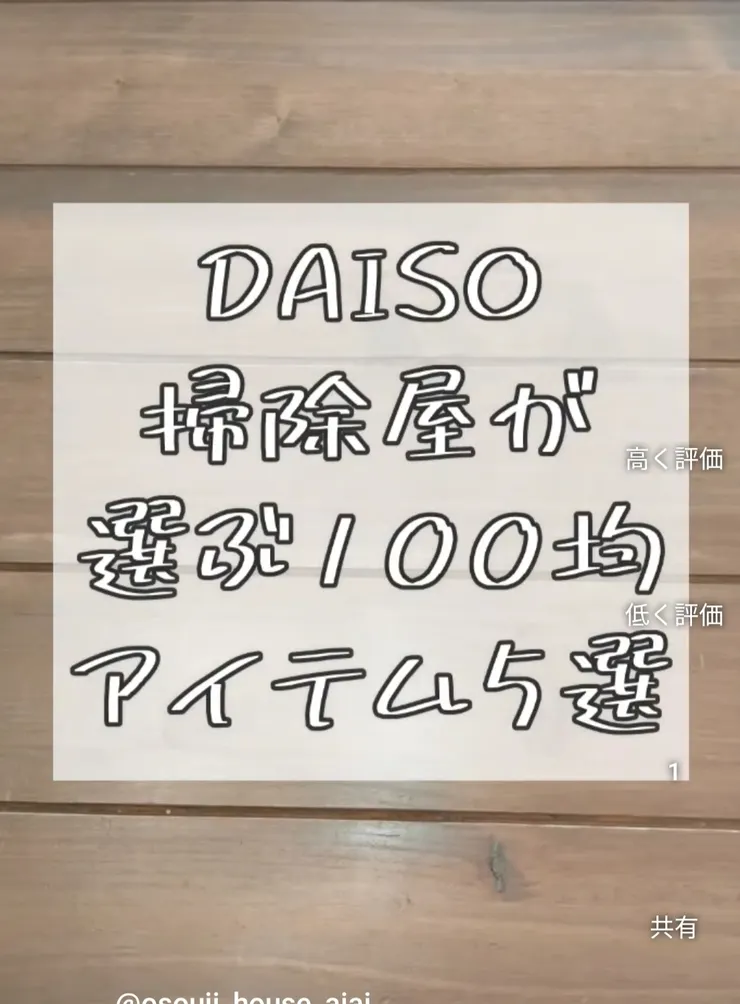 DAISO
掃除屋が
選ぶ100均
アイテム5選
高く評価
低く評価
1
共有
@osouji_house_aiai